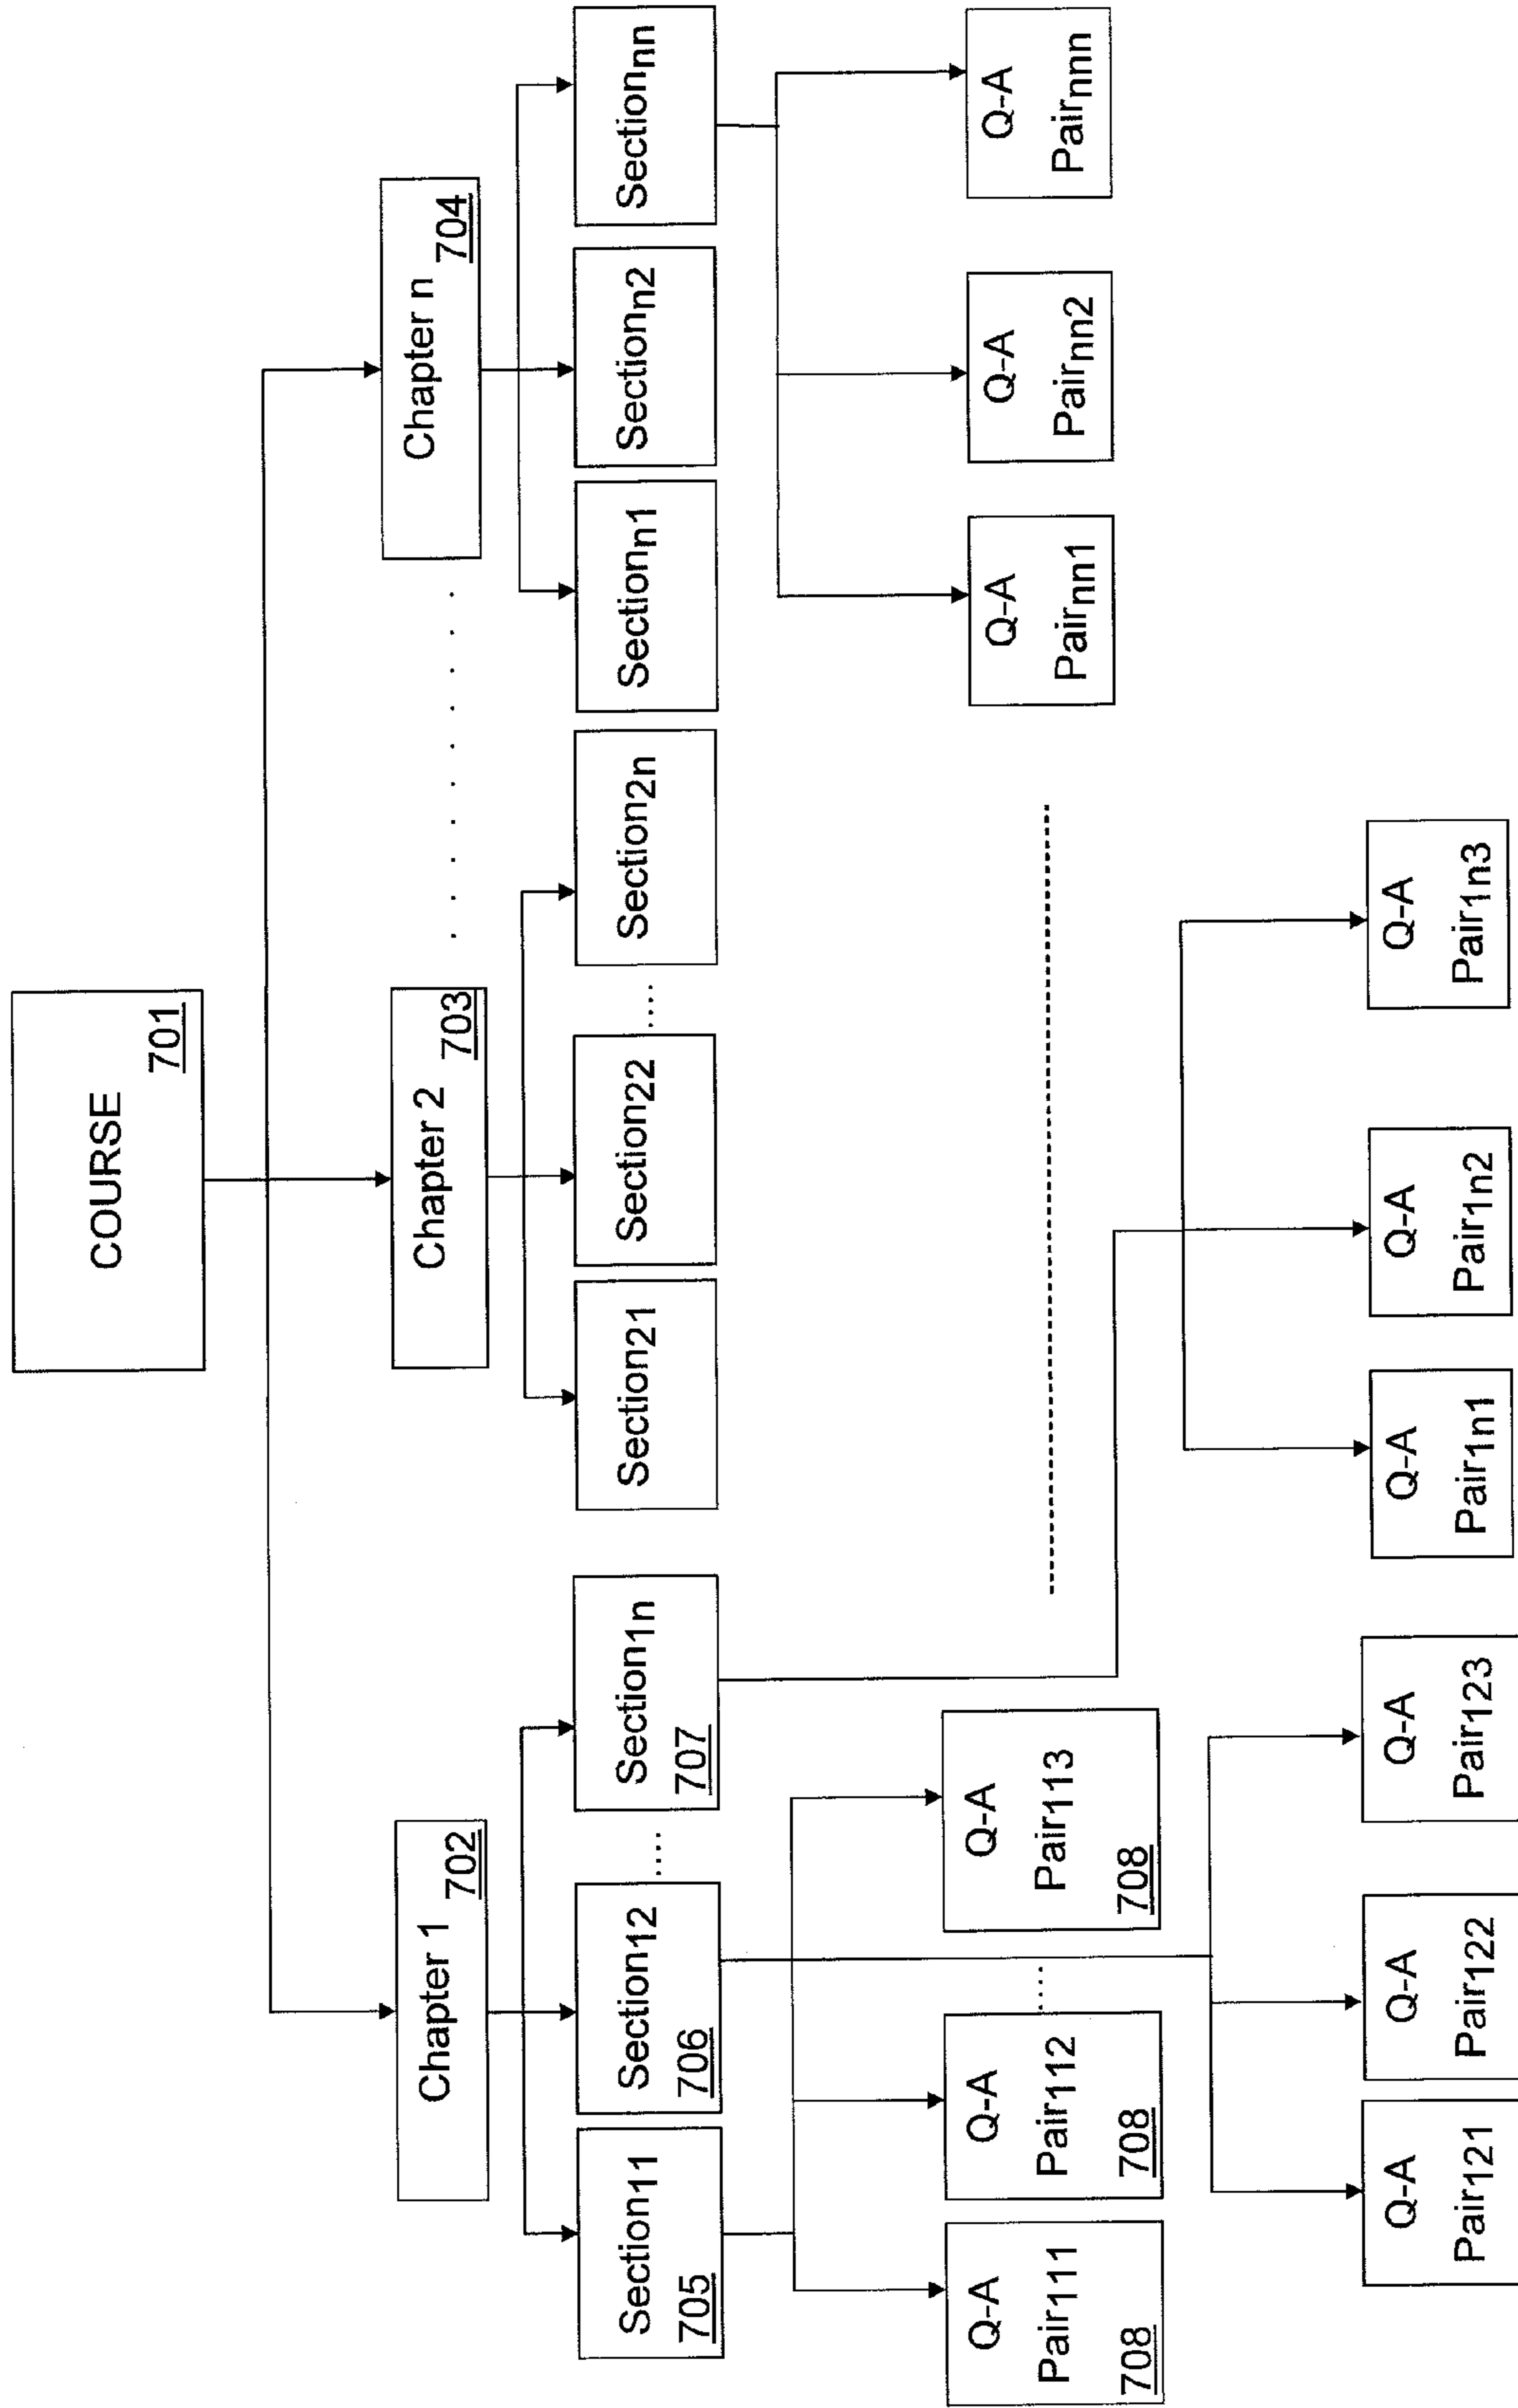 COURSE
701
Chapter 1
702
Chapter 2
703
. . . . . . . . .
Chapter n
704
Section11
705
Section12
706
....
Section1n
707
Section21
Section22
....
Section2n
Sectionn1
Sectionn2
Sectionnn
Q-A
Pair111
708
Q-A
Pair112
708
....
Q-A
Pair113
708
Q-A
Pairnn1
Q-A
Pairnn2
Q-A
Pairnnn
Q-A
Pair121
Q-A
Pair122
Q-A
Pair123
Q-A
Pair1n1
Q-A
Pair1n2
Q-A
Pair1n3